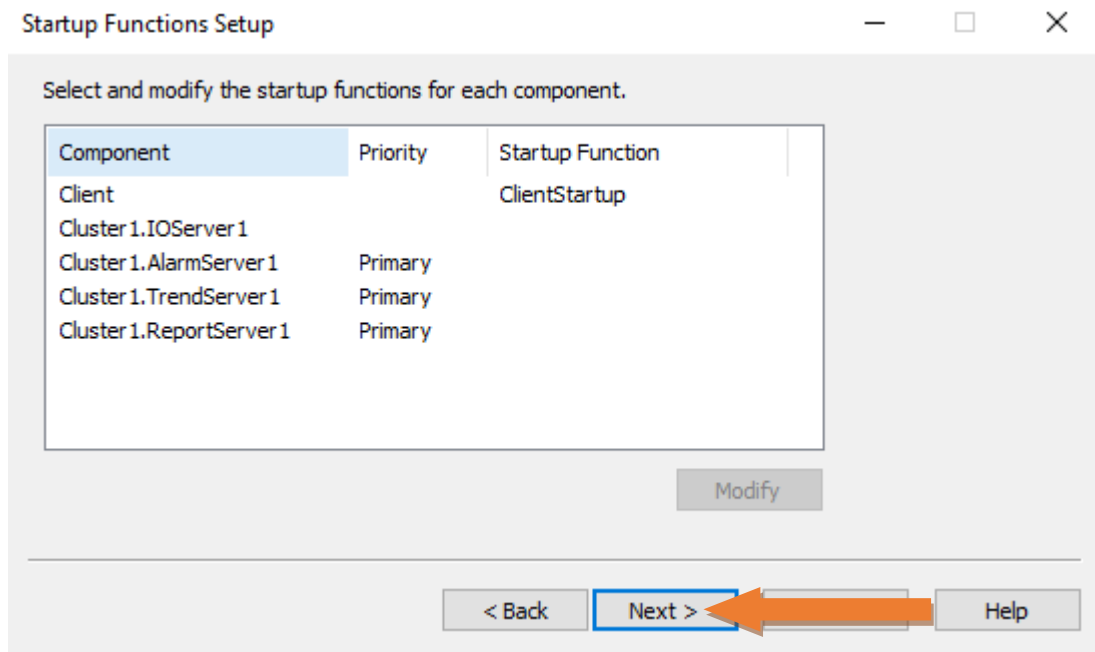 Startup Functions Setup
Select and modify the startup functions for each component.
Component Priority Startup Function
Client ClientStartup
Cluster1.IOServer1
Cluster1.AlarmServer1 Primary
Cluster1.TrendServer1 Primary
Cluster1.ReportServer1 Primary
Modify
< Back Next > Help